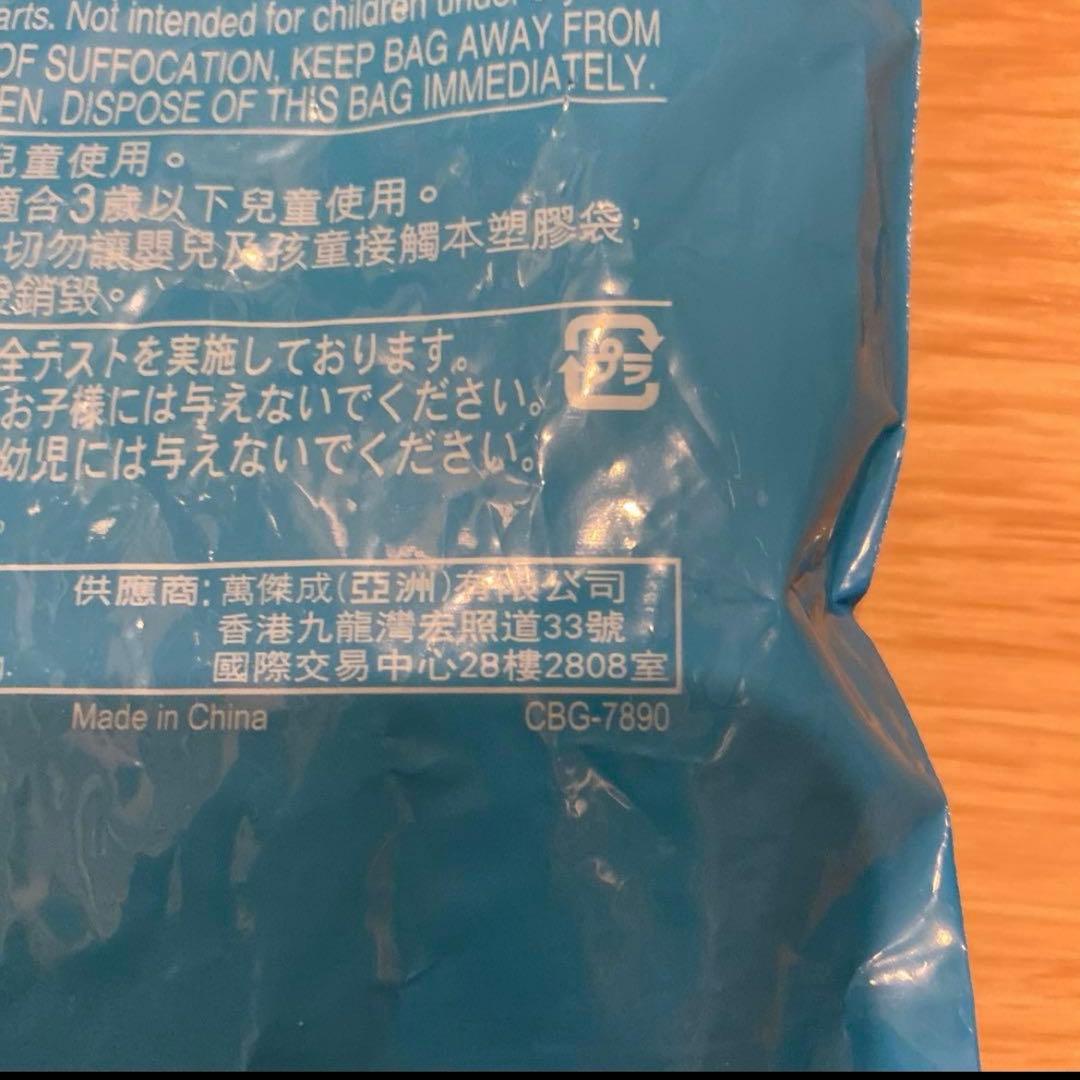 arts. Not intended for children under
OF SUFFOCATION, KEEP BAG AWAY FROM
EN. DISPOSE OF THIS BAG IMMEDIATELY.
兒童使用。
適合3歲以下兒童使用。
切勿讓嬰兒及孩童接觸本塑膠袋,
銷毀。
全テストを実施しております。
お子様には与えないでください。
幼児には与えないでください。
プラ
供應商: 萬傑成(亞洲)有限公司
香港九龍灣宏照道33號
國際交易中心28樓2808室
Made in China
CBG-7890